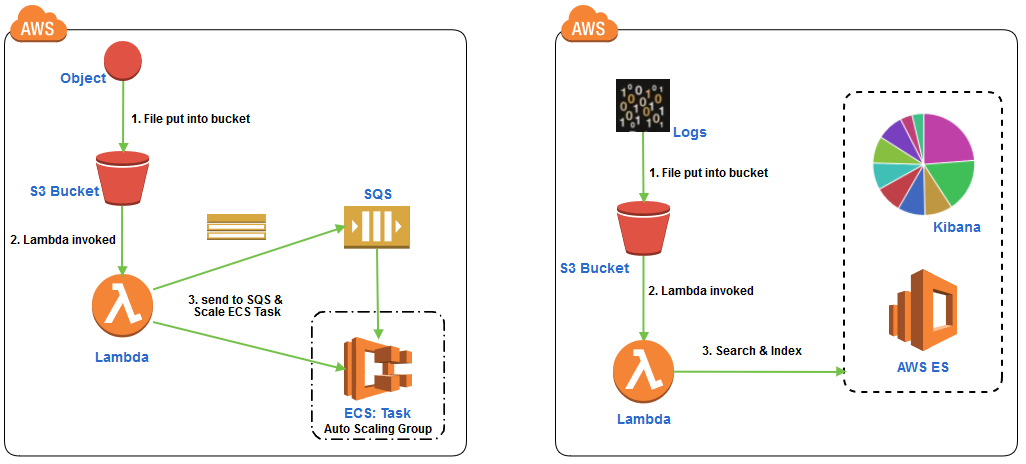 AWS
Object
1. File put into bucket
S3 Bucket
2. Lambda invoked
Lambda
SQS
3. send to SQS &
Scale ECS Task
ECS: Task
Auto Scaling Group
AWS
Logs
1. File put into bucket
S3 Bucket
2. Lambda invoked
Lambda
3. Search & Index
Kibana
AWS ES